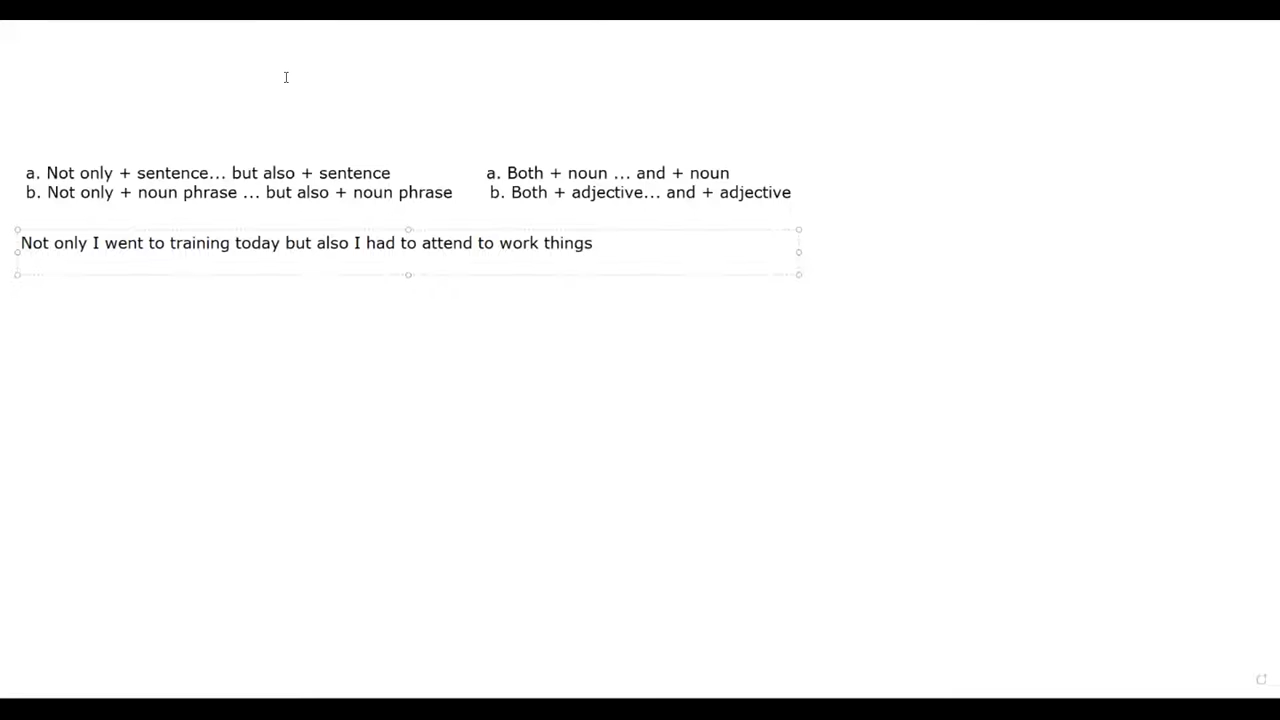 a. Not only + sentence... but also + sentence
b. Not only + noun phrase ... but also + noun phrase
a. Both + noun ... and + noun
b. Both + adjective... and + adjective
Not only I went to training today but also I had to attend to work things